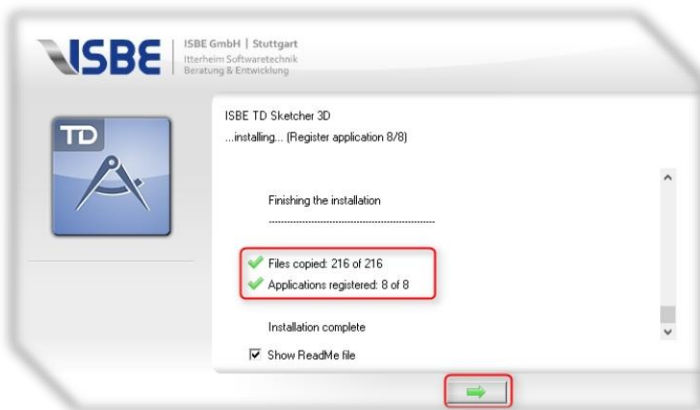 ISBE
ISBE GmbH | Stuttgart
Itterheim Softwaretechnik
Beratung & Entwicklung
TD
ISBE TD Sketcher 3D
...installing... (Register application 8/8)
Finishing the installation
-------------------------------------------------------
Files copied: 216 of 216
Applications registered: 8 of 8
Installation complete
Show ReadMe file